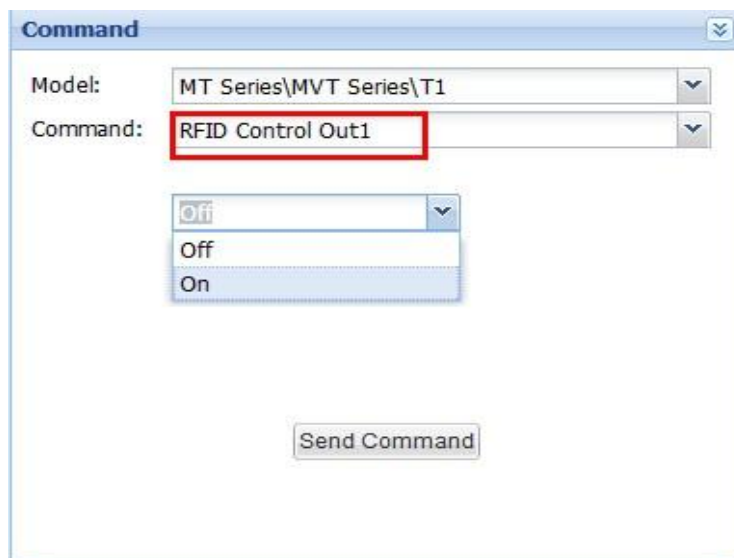 Command
Model: MT Series\MVT Series\T1
Command: RFID Control Out1
Off
Off
On
Send Command